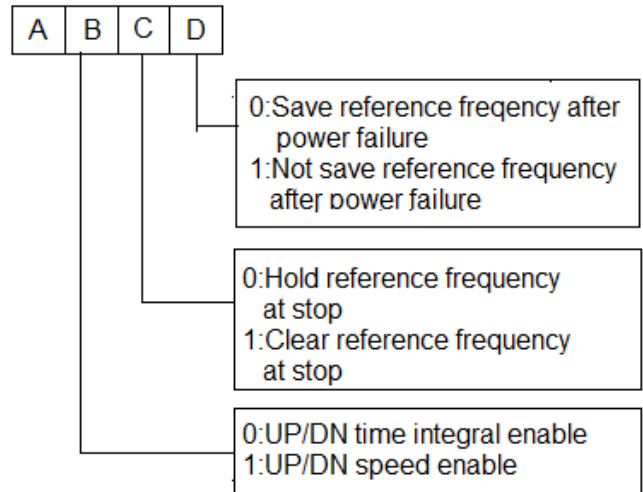 A B C D
0:Save reference freqency after
power failure
1:Not save reference frequency
after power failure
0:Hold reference frequency
at stop
1:Clear reference frequency
at stop
0:UP/DN time integral enable
1:UP/DN speed enable